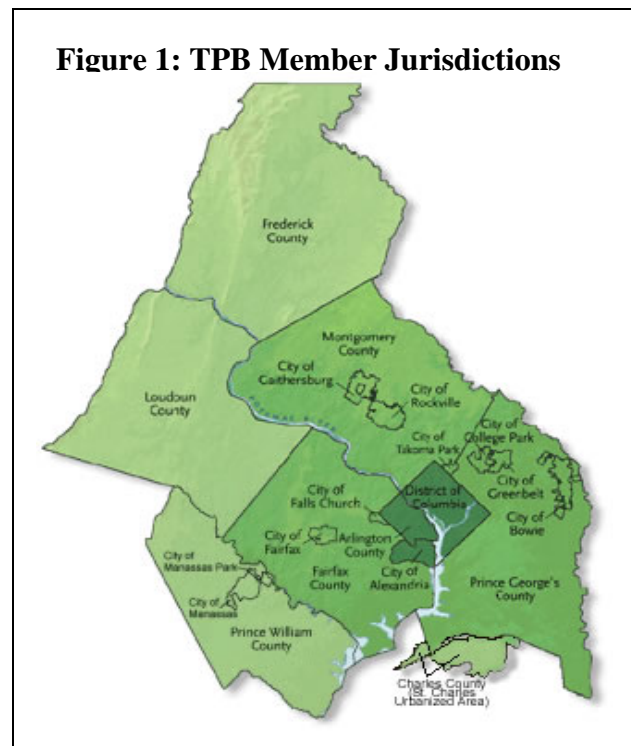 Figure 1: TPB Member Jurisdictions
Frederick
County
Montgomery
County
City of
Gaithersburg
City of
Rockville
Loudoun
County
POTOMAC RIVER
City of
Takoma Park
City of
College Park
City of
Greenbelt
City of
Bowie
District of
Columbia
City of
Falls Church
City of
Fairfax
Arlington
County
Fairfax
County
City of
Alexandria
Prince George's
County
City of
Manassas Park
City of
Manassas
Prince William
County
Charles County
(St. Charles
Urbanized Area)